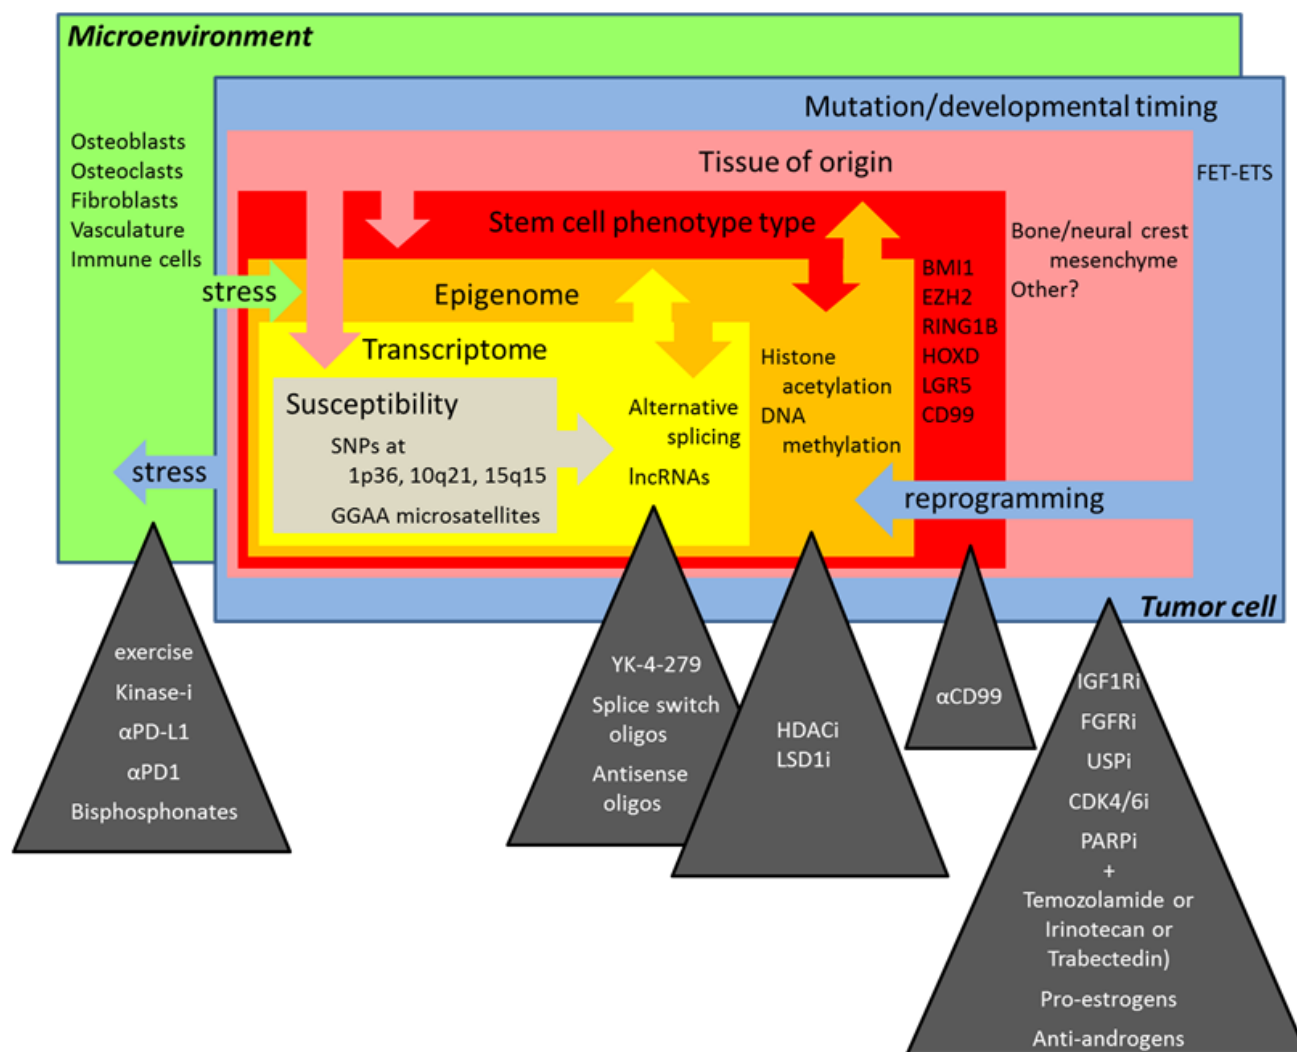 Microenvironment
Mutation/developmental timing
Osteoblasts
Osteoclasts
Fibroblasts
Vasculature
Immune cells
Tissue of origin
FET-ETS
Stem cell phenotype type
Bone/neural crest
mesenchyme
Other?
stress
Epigenome
BMI1
EZH2
RING1B
HOXD
LGR5
CD99
Transcriptome
Histone
acetylation
DNA
methylation
Susceptibility
SNPs at
1p36, 10q21, 15q15
GGAA microsatellites
Alternative
splicing
lncRNAs
stress
reprogramming
Tumor cell
exercise
Kinase-i
αPD-L1
αPD1
Bisphosphonates
YK-4-279
Splice switch
oligos
Antisense
oligos
HDACi
LSD1i
αCD99
IGF1Ri
FGFRi
USPi
CDK4/6i
PARPi
+
Temozolamide or
Irinotecan or
Trabectedin)
Pro-estrogens
Anti-androgens